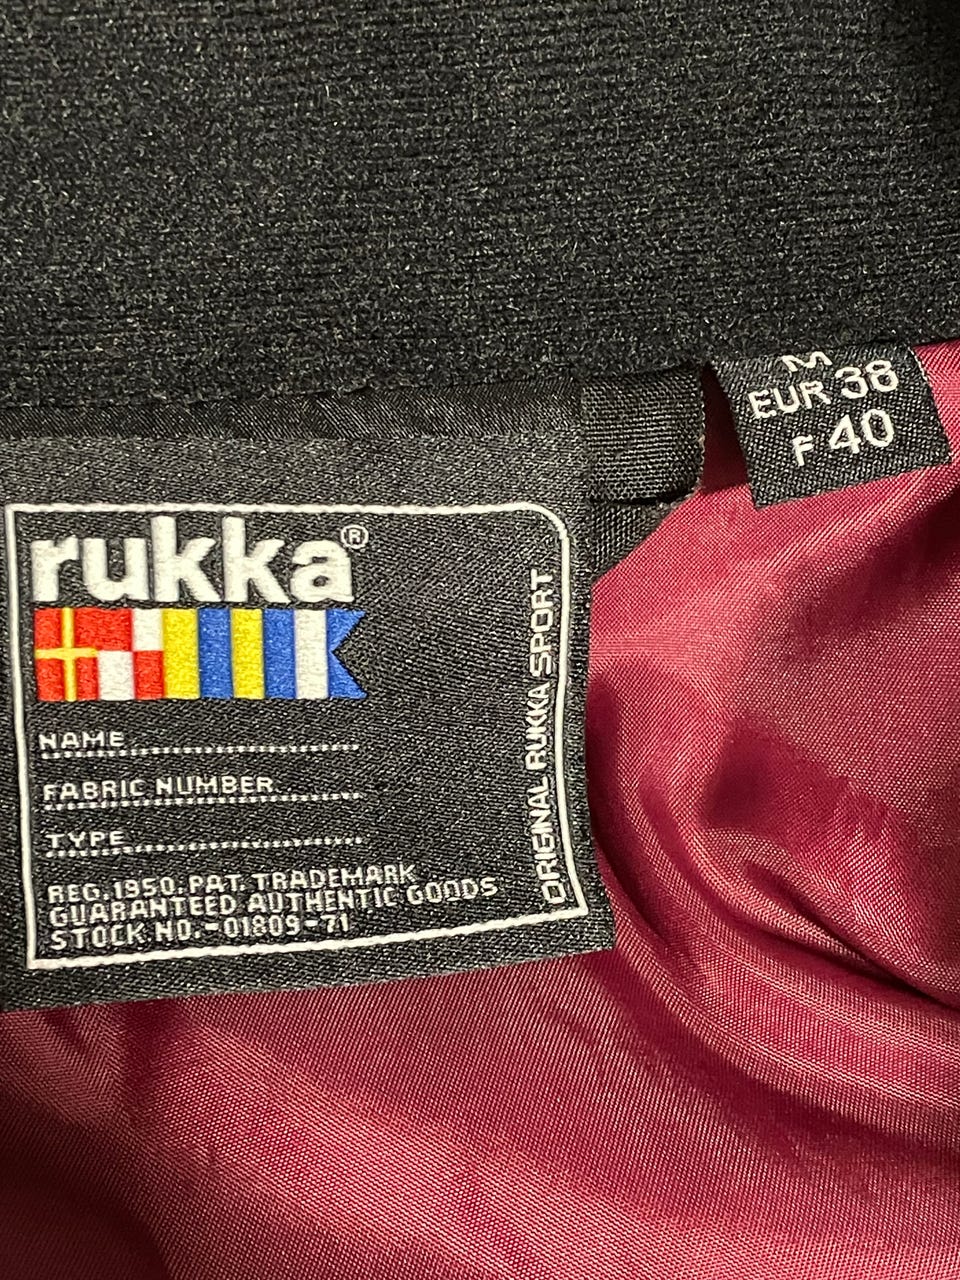 M
EUR 38
F 40
rukka®
NAME
FABRIC NUMBER
TYPE
REG.1950.PAT. TRADEMARK
GUARANTEED AUTHENTIC GOODS
STOCK NO.-01809-71
ORIGINAL RUKKA SPORT